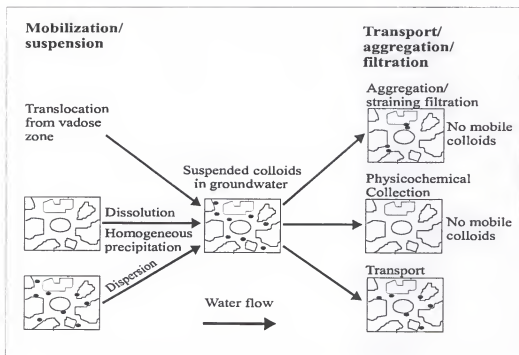 Mobilization/
suspension
Transport/
aggregation/
filtration
Translocation
from vadose
zone
Dissolution
Homogeneous
precipitation
Dispersion
Suspended colloids
in groundwater
Water flow
Aggregation/
straining filtration
No mobile
colloids
Physicochemical
Collection
No mobile
colloids
Transport